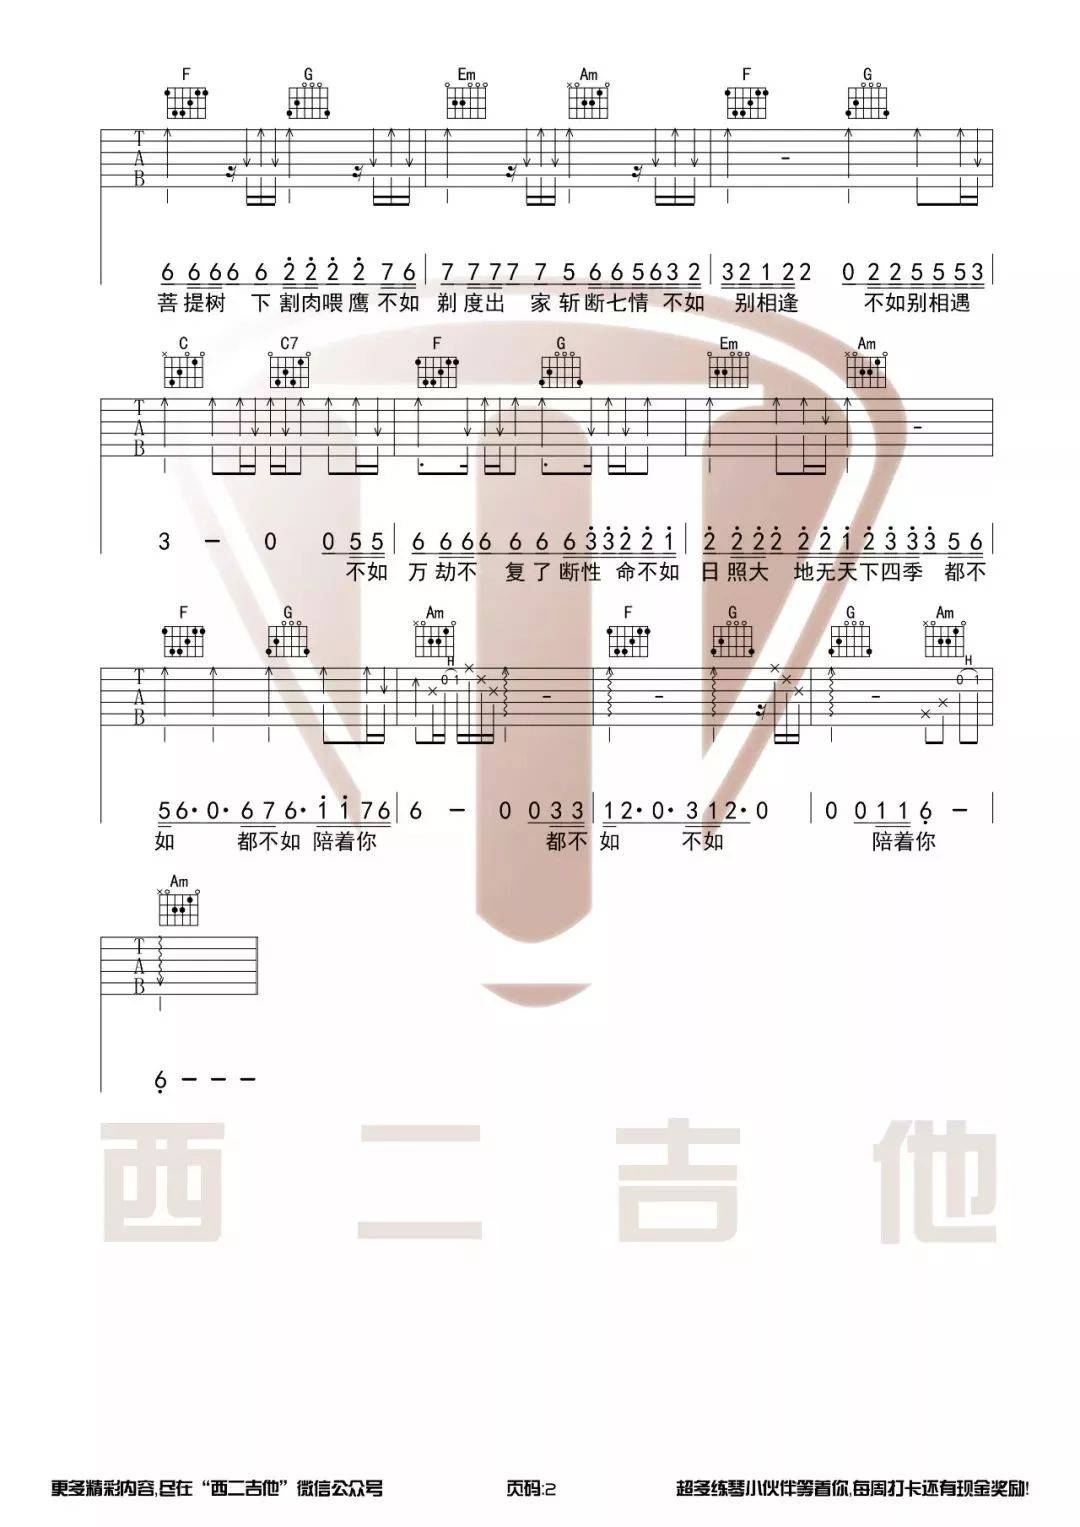 F G Em Am F G
T
A
B
6 6 6 6 6 2 2 2 2 7 6 7 7 7 7 7 5 6 6 5 6 3 2 3 2 1 2 2 0 2 2 5 5 5 3
菩提树 下割肉喂鹰不如 剃度出 家斩断七情 不如 别相逢 不如别相遇
C C7 F G Em Am
T
A
B
3 — 0 0 5 5 6 6 6 6 6 6 6 3 3 2 2 1 2 2 2 2 2 2 1 2 3 3 3 5 6
不如 万劫不 复了断性 命不如 日照大 地无天下四季 都不
F G Am F G G Am
H H
0 1 0 1
T
A
B
5 6· 0· 6 7 6· 1 1 7 6 6 — 0 0 3 3 1 2· 0· 3 1 2· 0 0 0 1 1 6 —
如 都不如 陪着你 都不 如 不如 陪着你
Am
T
A
B
6 — — —
西二吉他
更多精彩内容,尽在“西二吉他”微信公众号 页码:2 超多练琴小伙伴等着你,每周打卡还有现金奖励!